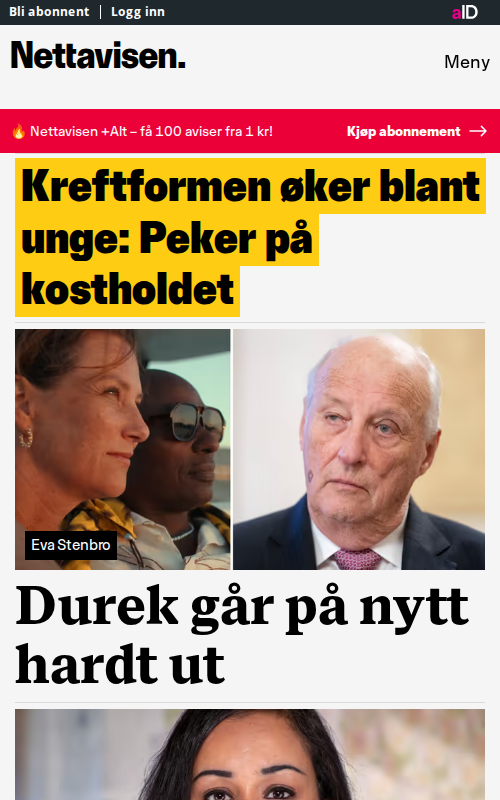 Bli abonnent | Logg inn
aID
Nettavisen.
Meny
🔥 Nettavisen +Alt – få 100 aviser fra 1 kr!
Kjøp abonnement →
Kreftformen øker blant
unge: Peker på
kostholdet
Eva Stenbro
Durek går på nytt
hardt ut